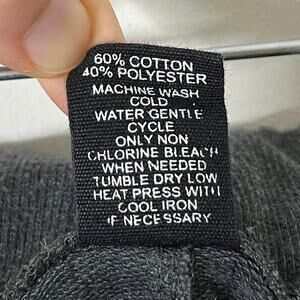 60% COTTON
40% POLYESTER
MACHINE WASH
COLD
WATER GENTLE
CYCLE
ONLY NON
CHLORINE BLEACH
WHEN NEEDED
TUMBLE DRY LOW
HEAT PRESS WITH
COOL IRON
IF NECESSARY